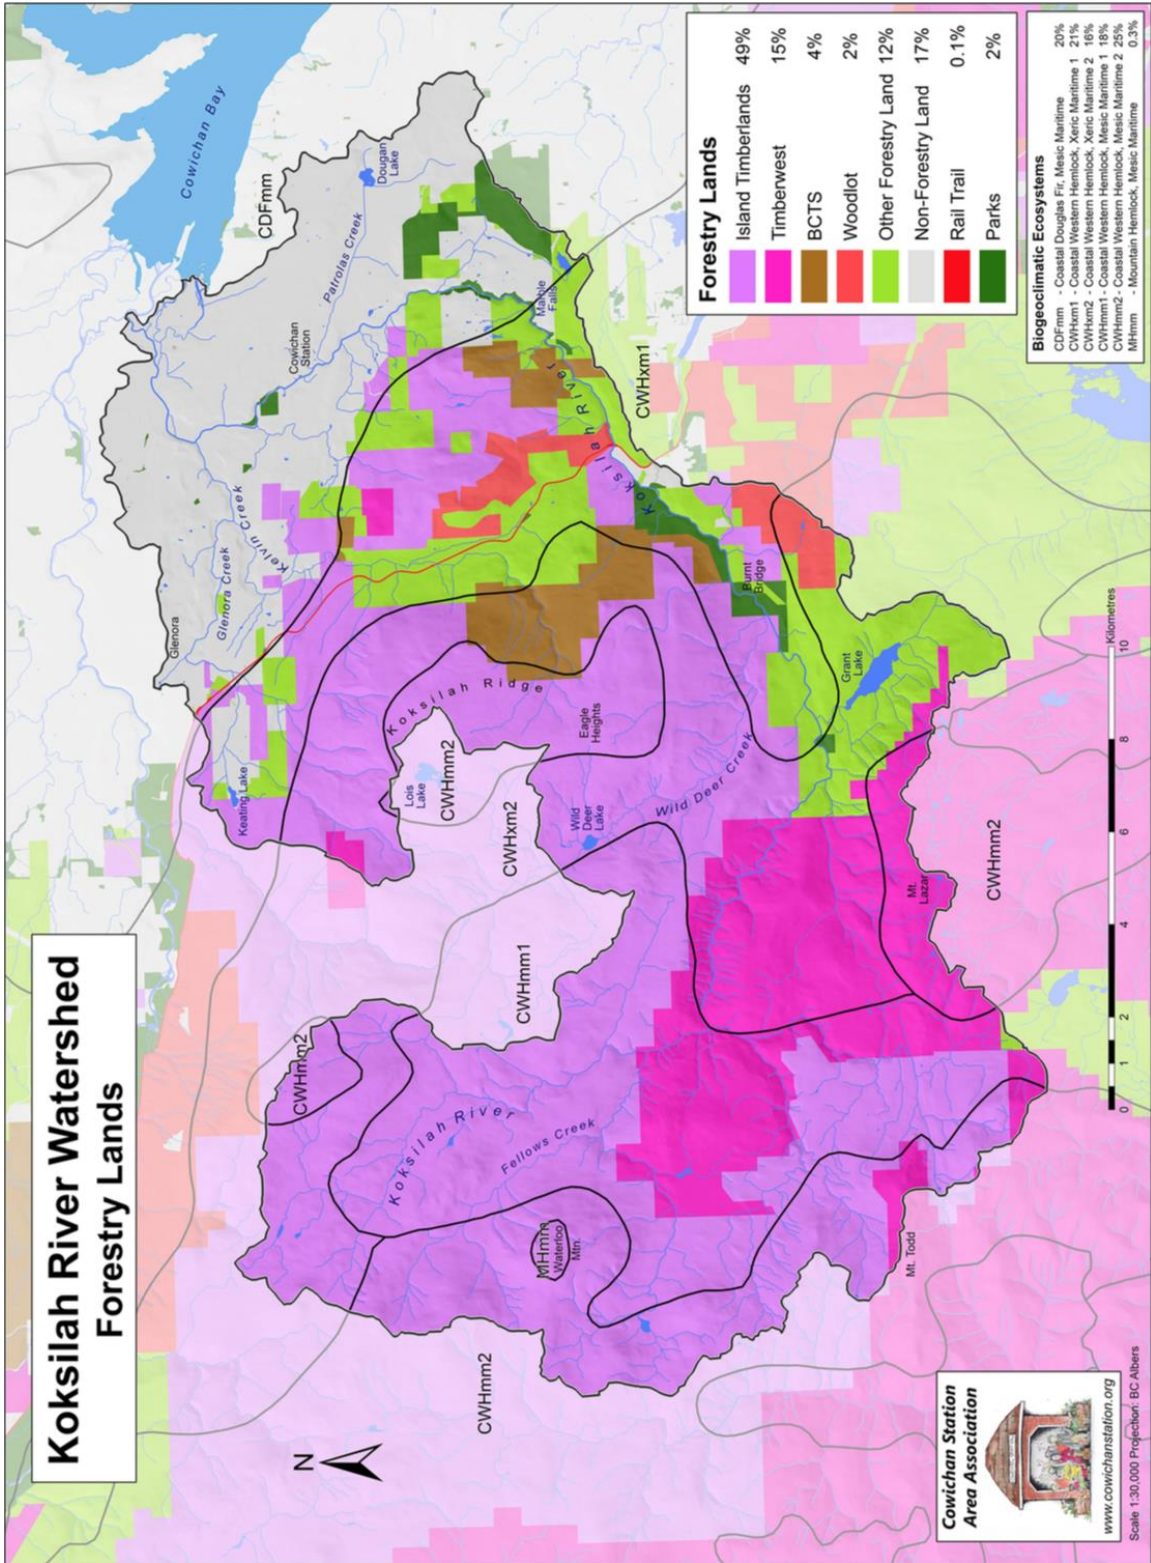 Koksilah River Watershed
Forestry Lands
N
Cowichan Bay
CDFmm
Dougan
Lake
Patrolas Creek
Cowichan
Station
Glenora
Glenora Creek
Kelvin Creek
Keating Lake
Marble
Falls
Koksilah River
CWHxm1
Koksilah Ridge
Lois
Lake
CWHmm2
CWHxm2
CWHmm1
CWHmm2
Eagle
Heights
Wild
Deer
Lake
Wild Deer Creek
Burnt
Bridge
Grant
Lake
Koksilah River
Fellows Creek
MHmm
Waterloo
Mtn.
CWHmm2
Mt.
Lazar
CWHmm2
Mt. Todd
Forestry Lands
Island Timberlands 49%
Timberwest 15%
BCTS 4%
Woodlot 2%
Other Forestry Land 12%
Non-Forestry Land 17%
Rail Trail 0.1%
Parks 2%
Biogeoclimatic Ecosystems
CDFmm - Coastal Douglas Fir, Mesic Maritime 20%
CWHxm1 - Coastal Western Hemlock, Xeric Maritime 1 21%
CWHxm2 - Coastal Western Hemlock, Xeric Maritime 2 16%
CWHmm1 - Coastal Western Hemlock, Mesic Maritime 1 18%
CWHmm2 - Coastal Western Hemlock, Mesic Maritime 2 25%
MHmm - Mountain Hemlock, Mesic Maritime 0.3%
0 1 2 4 6 8 10
Kilometres
Cowichan Station
Area Association
www.cowichanstation.org
Scale 1:30,000 Projection: BC Albers